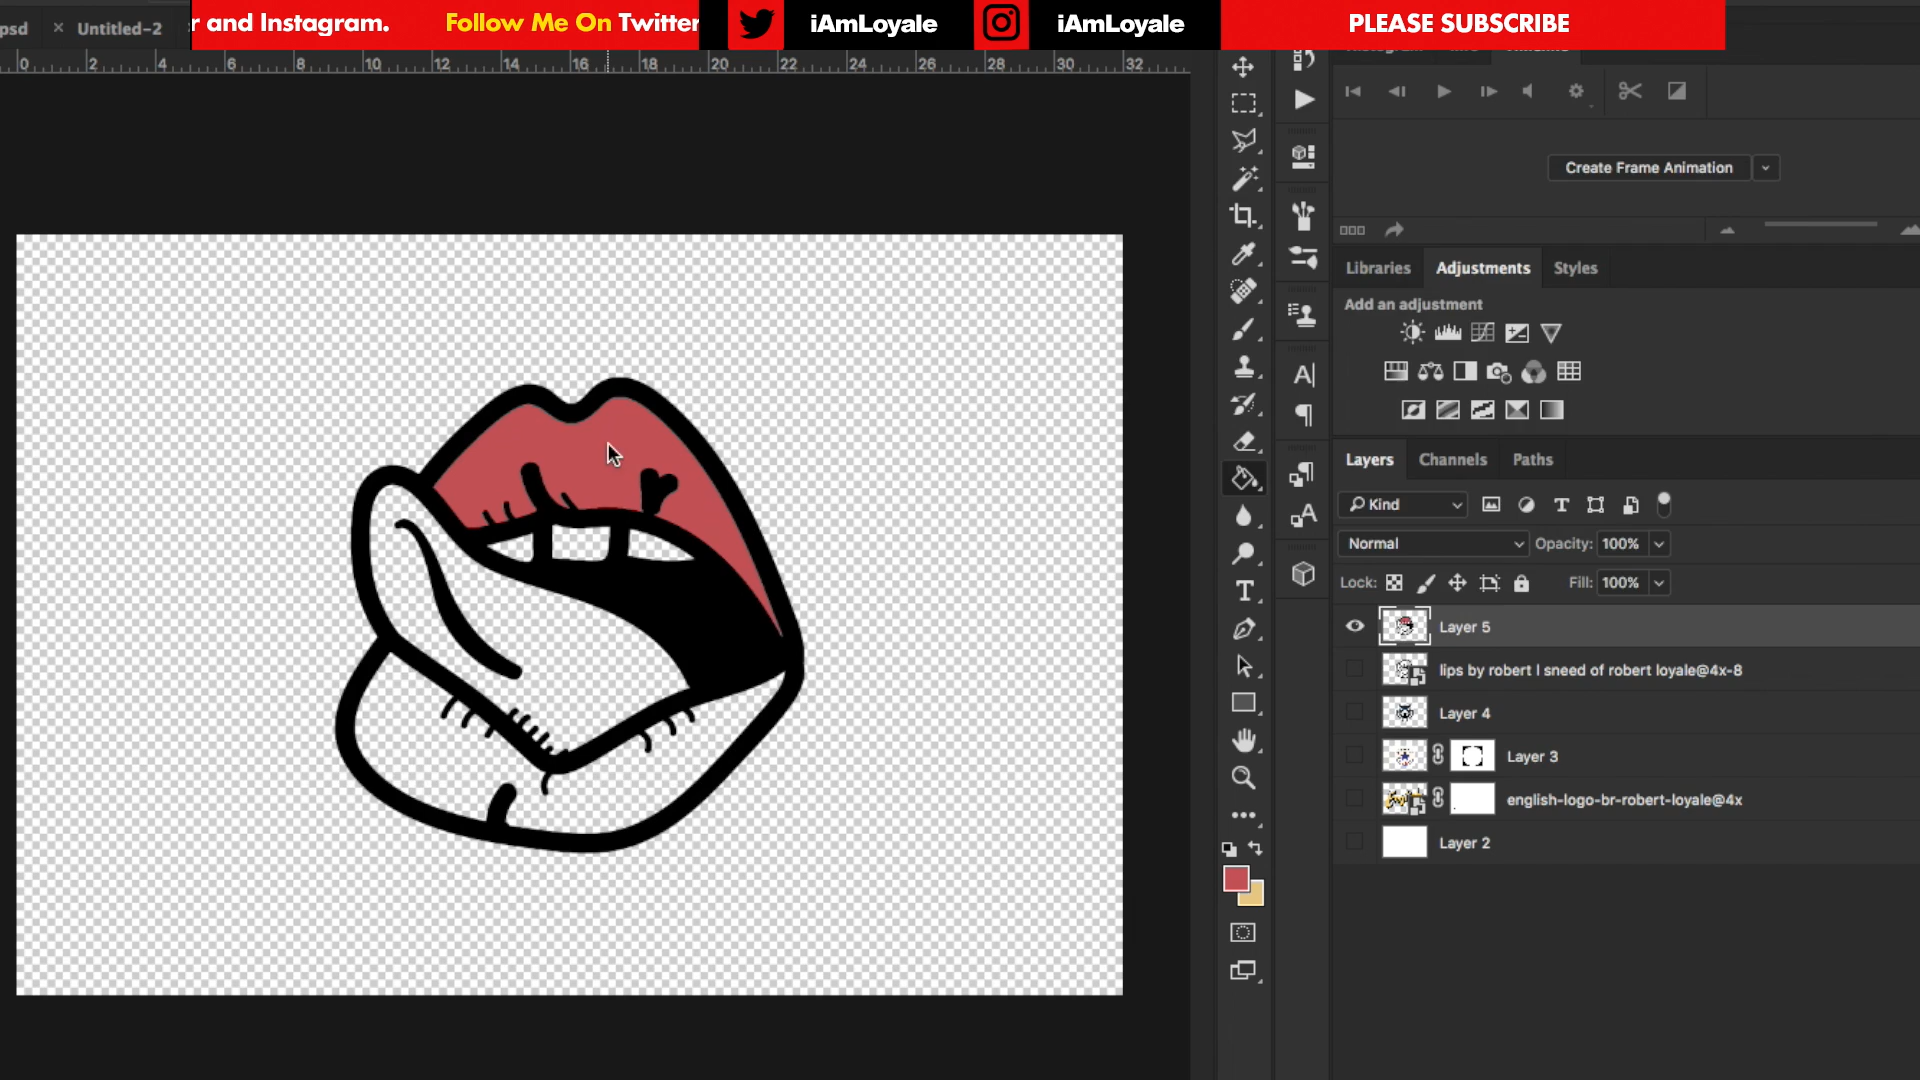 r and Instagram.
Follow Me On Twitter
iAmLoyale
iAmLoyale
PLEASE SUBSCRIBE
psd
× Untitled-2
0 2 4 6 8 10 12 14 16 18 20 22 24 26 28 30 32
Create Frame Animation
Libraries
Adjustments
Styles
Add an adjustment
Layers
Channels
Paths
Kind
Normal
Opacity: 100%
Lock:
Fill: 100%
Layer 5
lips by robert l sneed of robert loyale@4x-8
Layer 4
Layer 3
english-logo-br-robert-loyale@4x
Layer 2